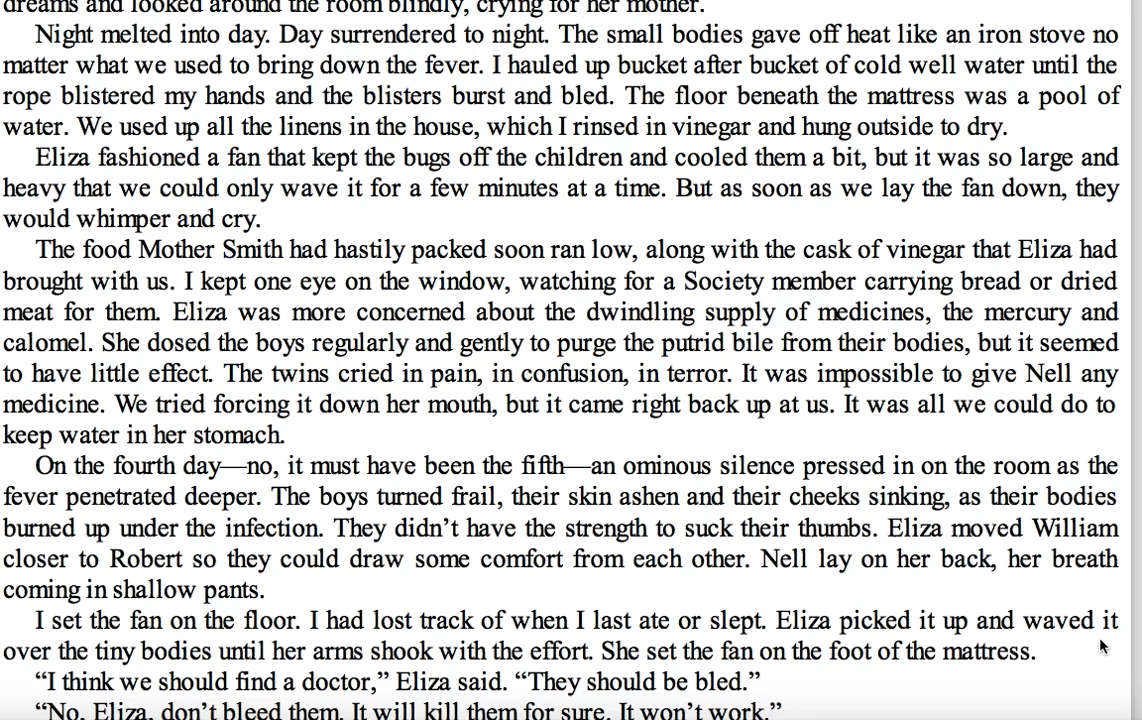 dreams and looked around the room blindly, crying for her mother.
Night melted into day. Day surrendered to night. The small bodies gave off heat like an iron stove no
matter what we used to bring down the fever. I hauled up bucket after bucket of cold well water until the
rope blistered my hands and the blisters burst and bled. The floor beneath the mattress was a pool of
water. We used up all the linens in the house, which I rinsed in vinegar and hung outside to dry.
Eliza fashioned a fan that kept the bugs off the children and cooled them a bit, but it was so large and
heavy that we could only wave it for a few minutes at a time. But as soon as we lay the fan down, they
would whimper and cry.
The food Mother Smith had hastily packed soon ran low, along with the cask of vinegar that Eliza had
brought with us. I kept one eye on the window, watching for a Society member carrying bread or dried
meat for them. Eliza was more concerned about the dwindling supply of medicines, the mercury and
calomel. She dosed the boys regularly and gently to purge the putrid bile from their bodies, but it seemed
to have little effect. The twins cried in pain, in confusion, in terror. It was impossible to give Nell any
medicine. We tried forcing it down her mouth, but it came right back up at us. It was all we could do to
keep water in her stomach.
On the fourth day—no, it must have been the fifth—an ominous silence pressed in on the room as the
fever penetrated deeper. The boys turned frail, their skin ashen and their cheeks sinking, as their bodies
burned up under the infection. They didn’t have the strength to suck their thumbs. Eliza moved William
closer to Robert so they could draw some comfort from each other. Nell lay on her back, her breath
coming in shallow pants.
I set the fan on the floor. I had lost track of when I last ate or slept. Eliza picked it up and waved it
over the tiny bodies until her arms shook with the effort. She set the fan on the foot of the mattress.
“I think we should find a doctor,” Eliza said. “They should be bled.”
“No, Eliza, don’t bleed them. It will kill them for sure. It won’t work.”